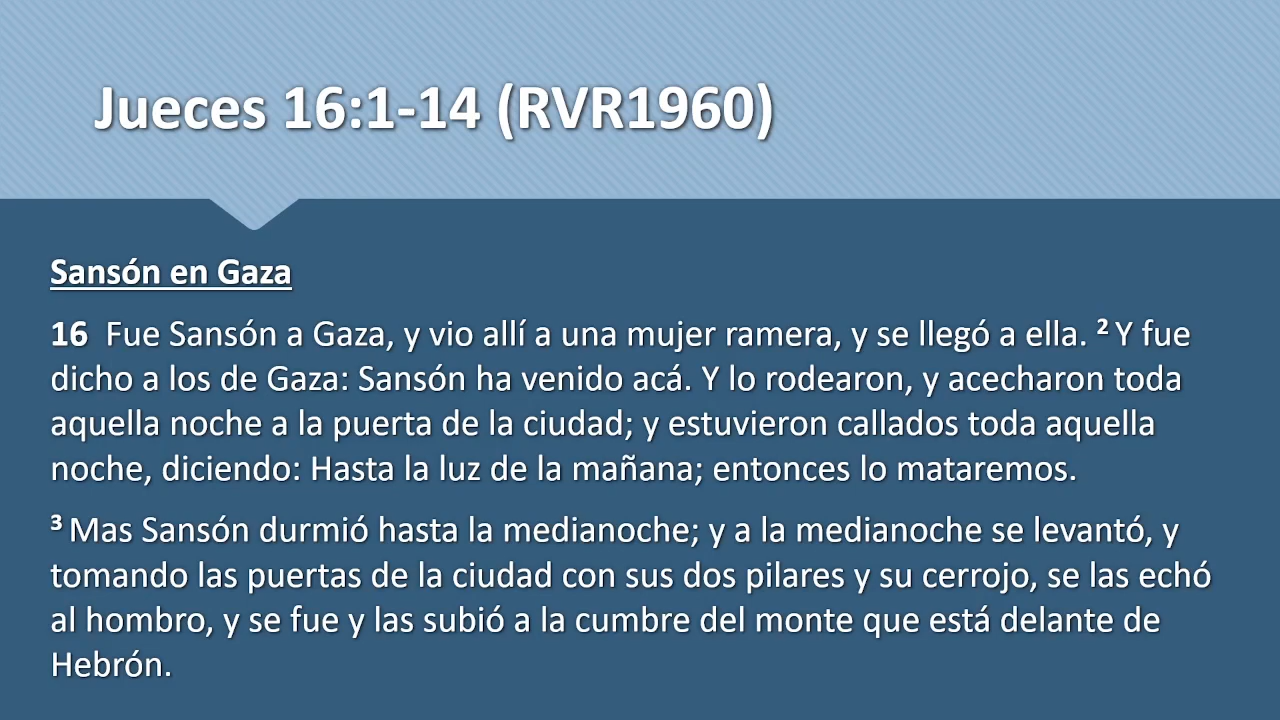 Jueces 16:1-14 (RVR1960)
Sansón en Gaza
16 Fue Sansón a Gaza, y vio allí a una mujer ramera, y se llegó a ella. 2 Y fue
dicho a los de Gaza: Sansón ha venido acá. Y lo rodearon, y acecharon toda
aquella noche a la puerta de la ciudad; y estuvieron callados toda aquella
noche, diciendo: Hasta la luz de la mañana; entonces lo mataremos.
3 Mas Sansón durmió hasta la medianoche; y a la medianoche se levantó, y
tomando las puertas de la ciudad con sus dos pilares y su cerrojo, se las echó
al hombro, y se fue y las subió a la cumbre del monte que está delante de
Hebrón.